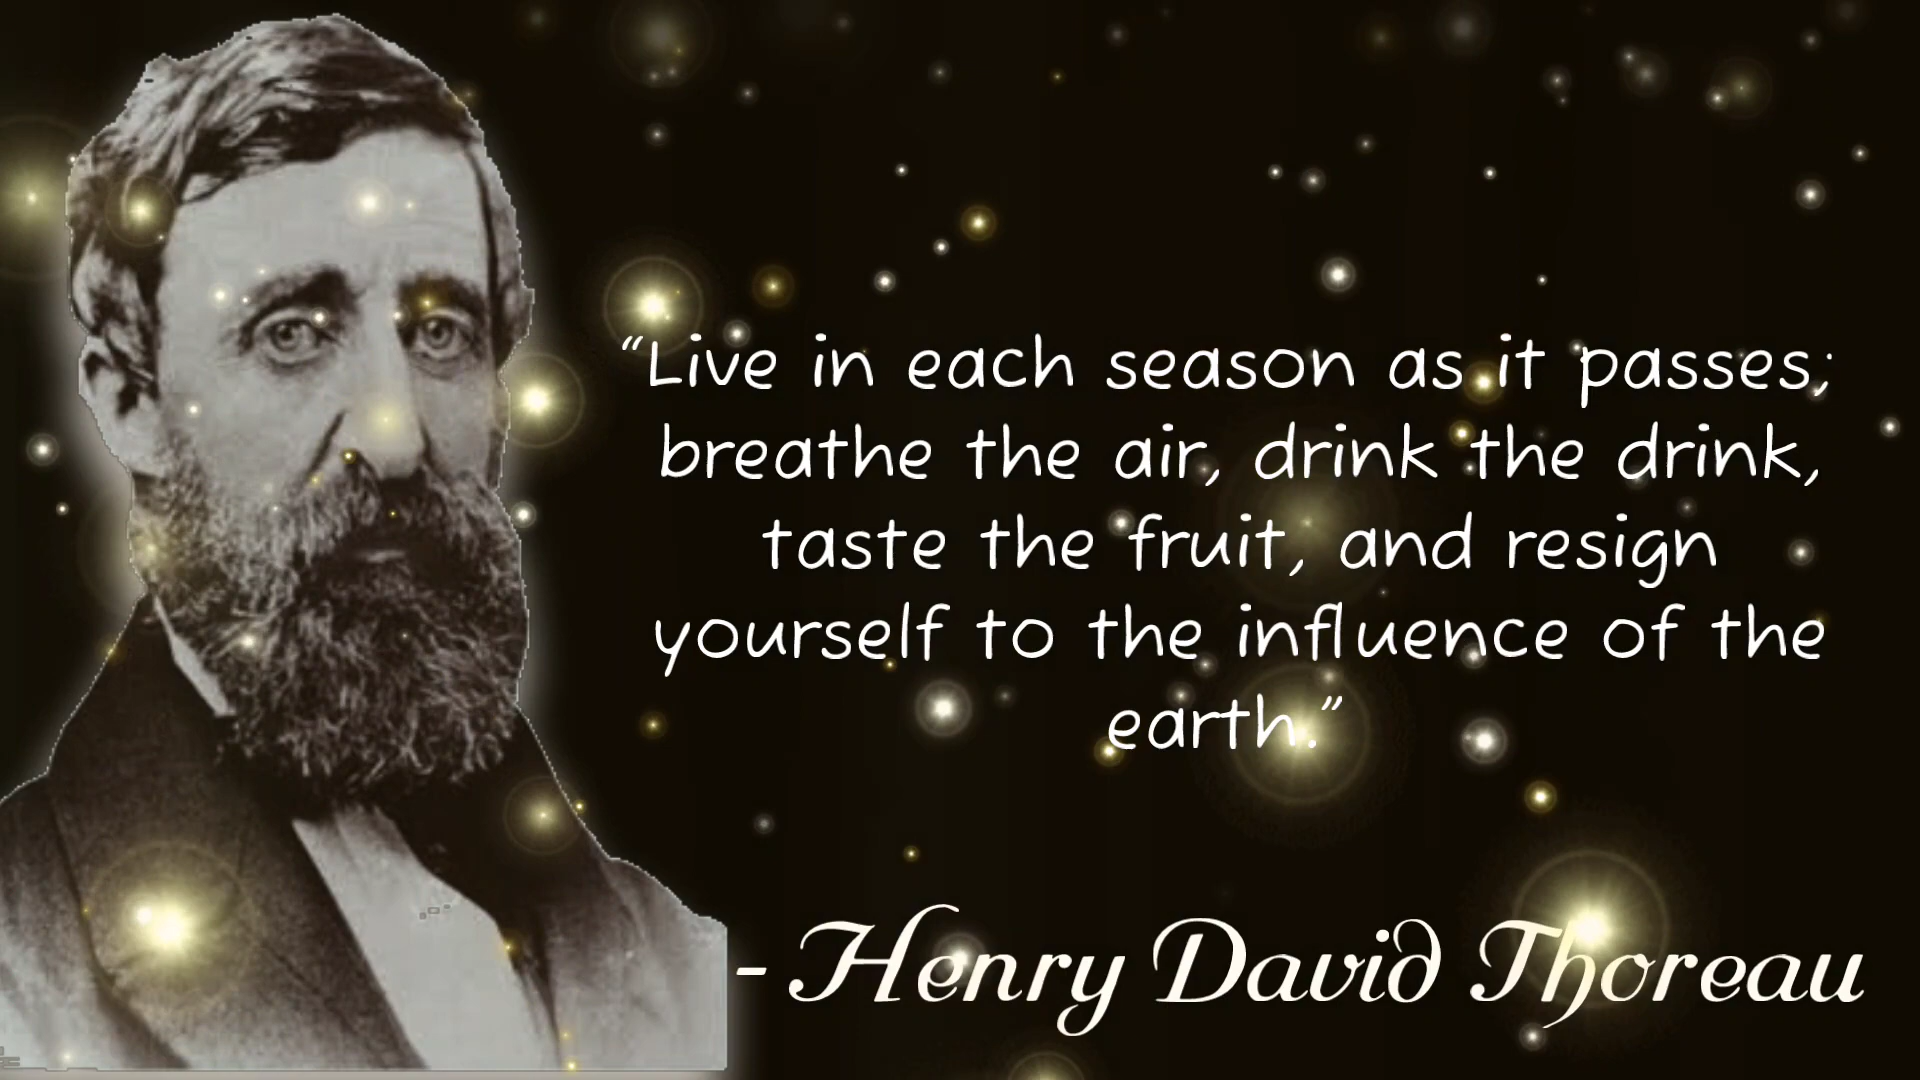 “Live in each season as it passes;
breathe the air, drink the drink,
taste the fruit, and resign
yourself to the influence of the
earth.”
- Henry David Thoreau